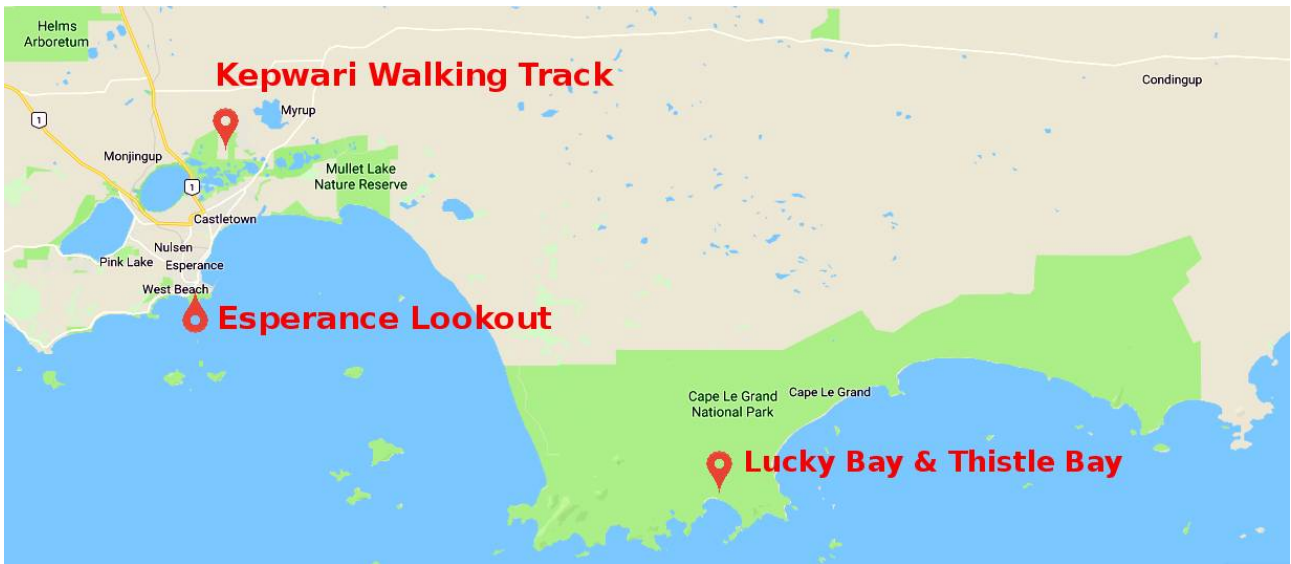 Helms
Arboretum
Kepwari Walking Track
Condingup
Myrup
1
Monjingup
Mullet Lake
Nature Reserve
1
Castletown
Nulsen
Pink Lake
Esperance
West Beach
Esperance Lookout
Cape Le Grand
National Park
Cape Le Grand
Lucky Bay & Thistle Bay